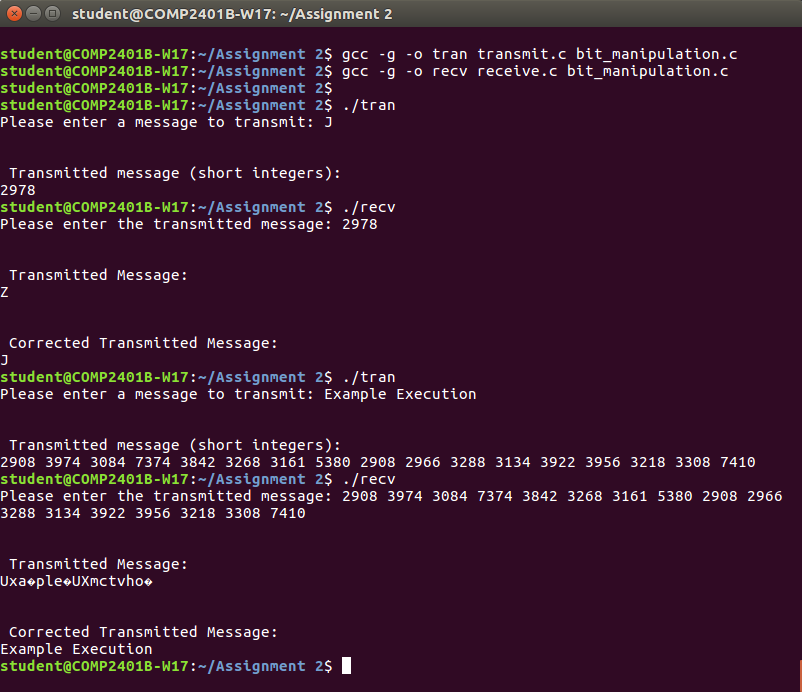 student@COMP2401B-W17: ~/Assignment 2
student@COMP2401B-W17:~/Assignment 2$ gcc -g -o tran transmit.c bit_manipulation.c
student@COMP2401B-W17:~/Assignment 2$ gcc -g -o recv receive.c bit_manipulation.c
student@COMP2401B-W17:~/Assignment 2$
student@COMP2401B-W17:~/Assignment 2$ ./tran
Please enter a message to transmit: J
Transmitted message (short integers):
2978
student@COMP2401B-W17:~/Assignment 2$ ./recv
Please enter the transmitted message: 2978
Transmitted Message:
Z
Corrected Transmitted Message:
J
student@COMP2401B-W17:~/Assignment 2$ ./tran
Please enter a message to transmit: Example Execution
Transmitted message (short integers):
2908 3974 3084 7374 3842 3268 3161 5380 2908 2966 3288 3134 3922 3956 3218 3308 7410
student@COMP2401B-W17:~/Assignment 2$ ./recv
Please enter the transmitted message: 2908 3974 3084 7374 3842 3268 3161 5380 2908 2966
3288 3134 3922 3956 3218 3308 7410
Transmitted Message:
Uxa�ple�UXmctvho�
Corrected Transmitted Message:
Example Execution
student@COMP2401B-W17:~/Assignment 2$